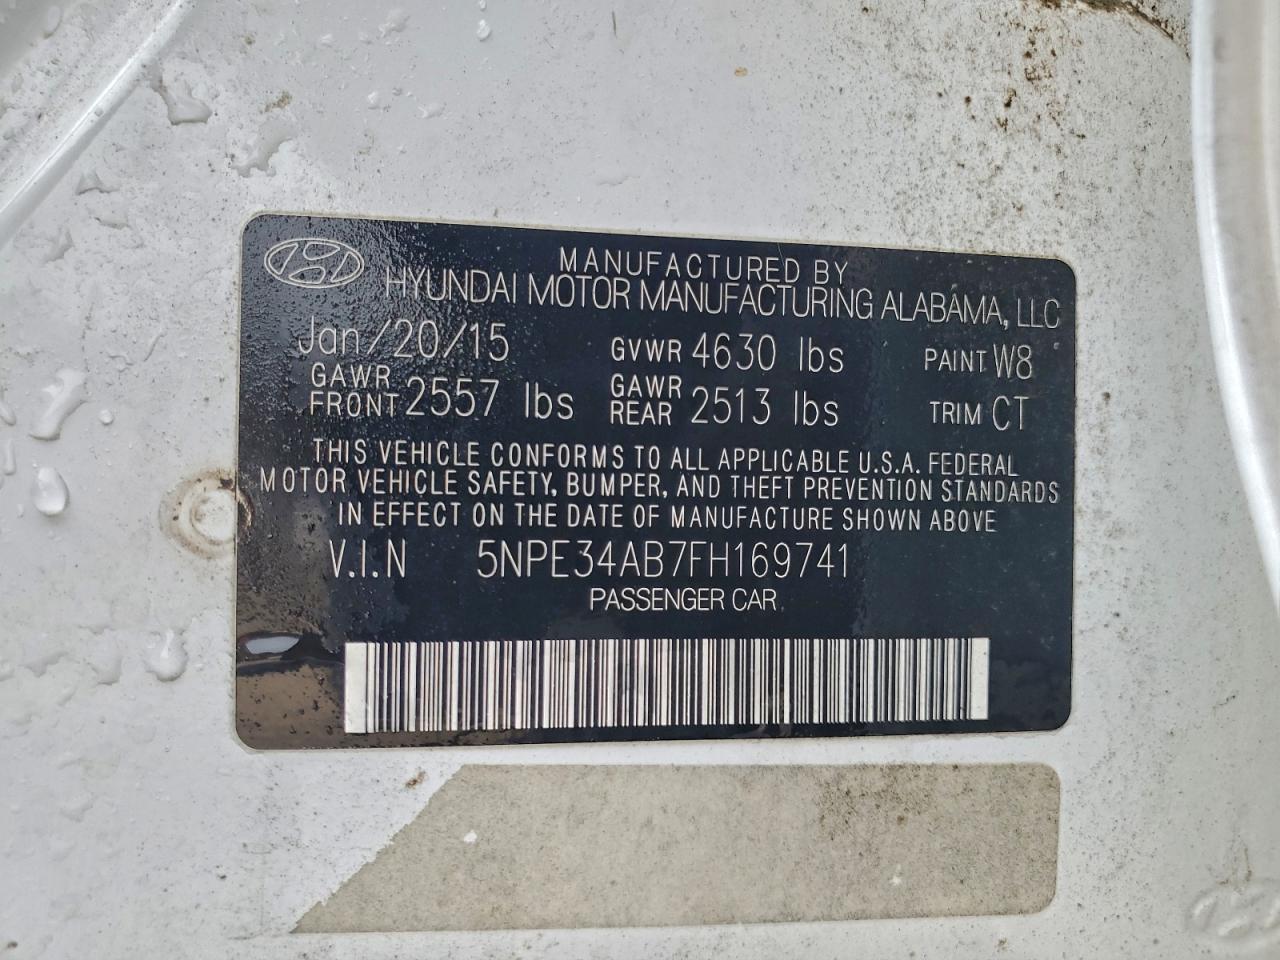 MANUFACTURED BY
HYUNDAI MOTOR MANUFACTURING ALABAMA, LLC
Jan/20/15 GVWR 4630 lbs PAINT W8
GAWR FRONT 2557 lbs GAWR REAR 2513 lbs TRIM CT
THIS VEHICLE CONFORMS TO ALL APPLICABLE U.S.A. FEDERAL
MOTOR VEHICLE SAFETY, BUMPER, AND THEFT PREVENTION STANDARDS
IN EFFECT ON THE DATE OF MANUFACTURE SHOWN ABOVE
V.I.N 5NPE34AB7FH169741
PASSENGER CAR